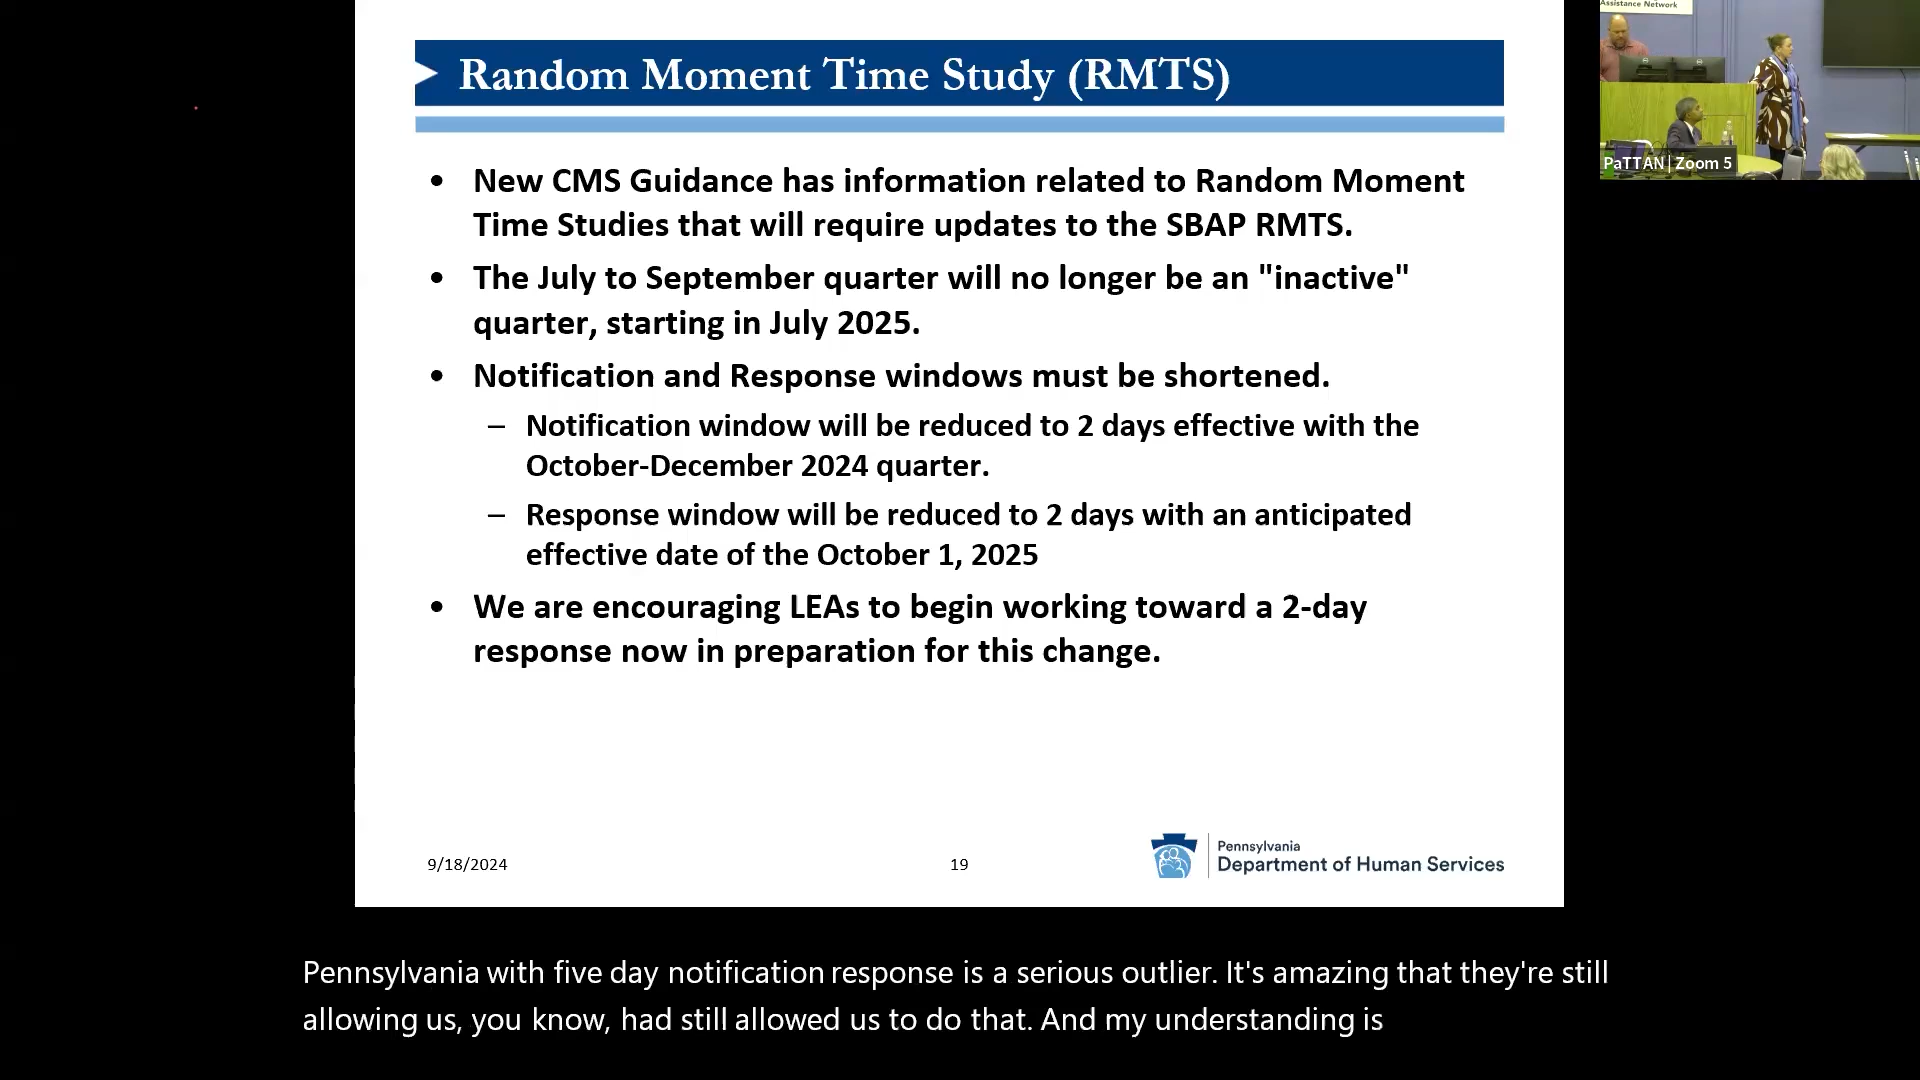 Assistance Network
Random Moment Time Study (RMTS)
• New CMS Guidance has information related to Random Moment
Time Studies that will require updates to the SBAP RMTS.
• The July to September quarter will no longer be an "inactive"
quarter, starting in July 2025.
• Notification and Response windows must be shortened.
– Notification window will be reduced to 2 days effective with the
October-December 2024 quarter.
– Response window will be reduced to 2 days with an anticipated
effective date of the October 1, 2025
• We are encouraging LEAs to begin working toward a 2-day
response now in preparation for this change.
9/18/2024
19
Pennsylvania
Department of Human Services
PaTTAN | Zoom 5
Pennsylvania with five day notification response is a serious outlier. It's amazing that they're still
allowing us, you know, had still allowed us to do that. And my understanding is